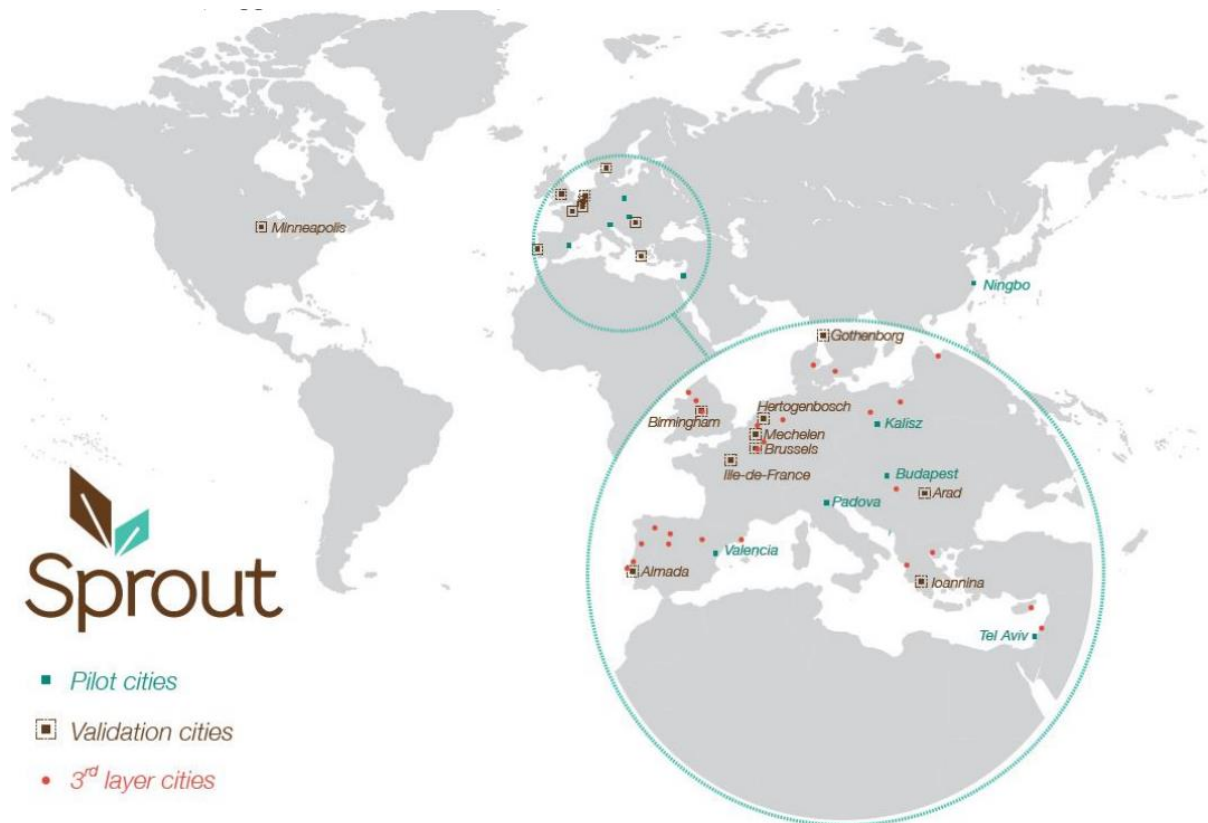 Minneapolis
Ningbo
Gothenborg
Hertogenbosch
Birmingham
Kalisz
Mechelen
Brussels
Ille-de-France
Budapest
Arad
Padova
Valencia
Almada
Ioannina
Tel Aviv
Sprout
Pilot cities
Validation cities
3rd layer cities